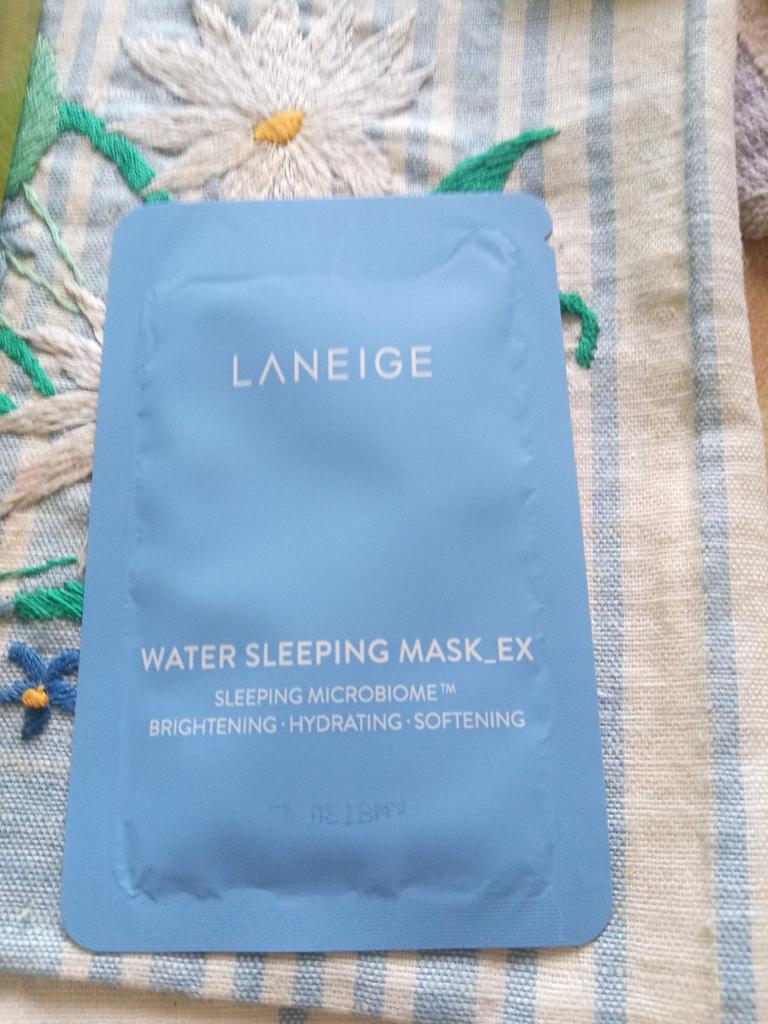 LANEIGE
WATER SLEEPING MASK_EX
SLEEPING MICROBIOME™
BRIGHTENING · HYDRATING · SOFTENING